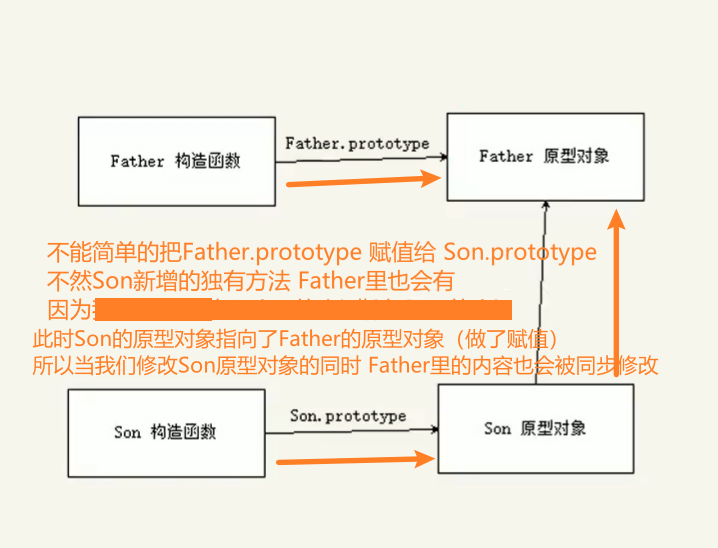 Father.prototype
Father 构造函数
Father 原型对象
不能简单的把Father.prototype 赋值给 Son.prototype
不然Son新增的独有方法 Father里也会有
因为
此时Son的原型对象指向了Father的原型对象（做了赋值）
所以当我们修改Son原型对象的同时 Father里的内容也会被同步修改
Son.prototype
Son 构造函数
Son 原型对象